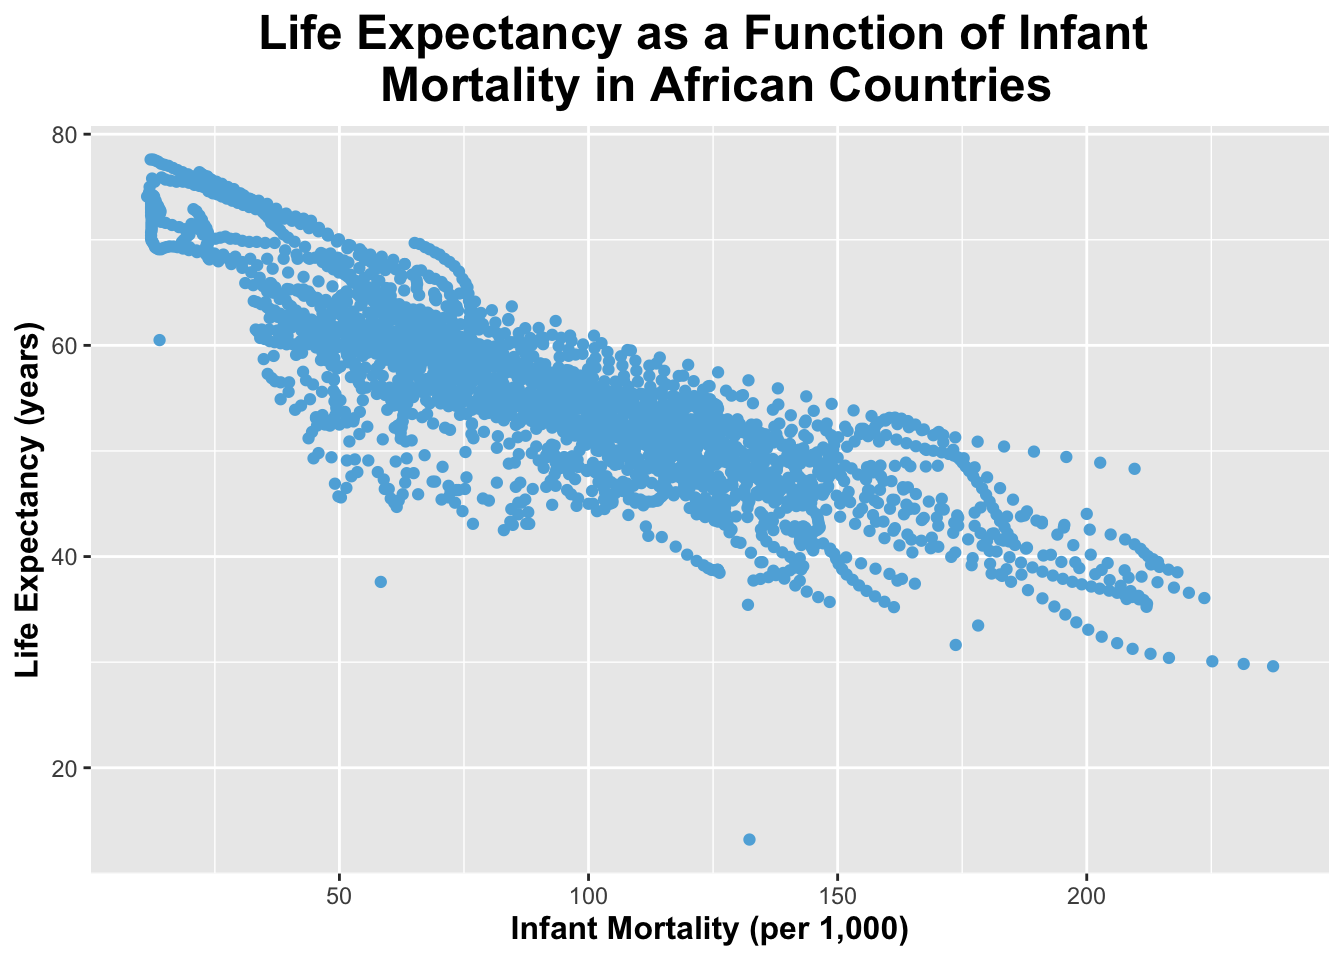 Life Expectancy as a Function of Infant
Mortality in African Countries
80
60
40
20
Life Expectancy (years)
50 100 150 200
Infant Mortality (per 1,000)